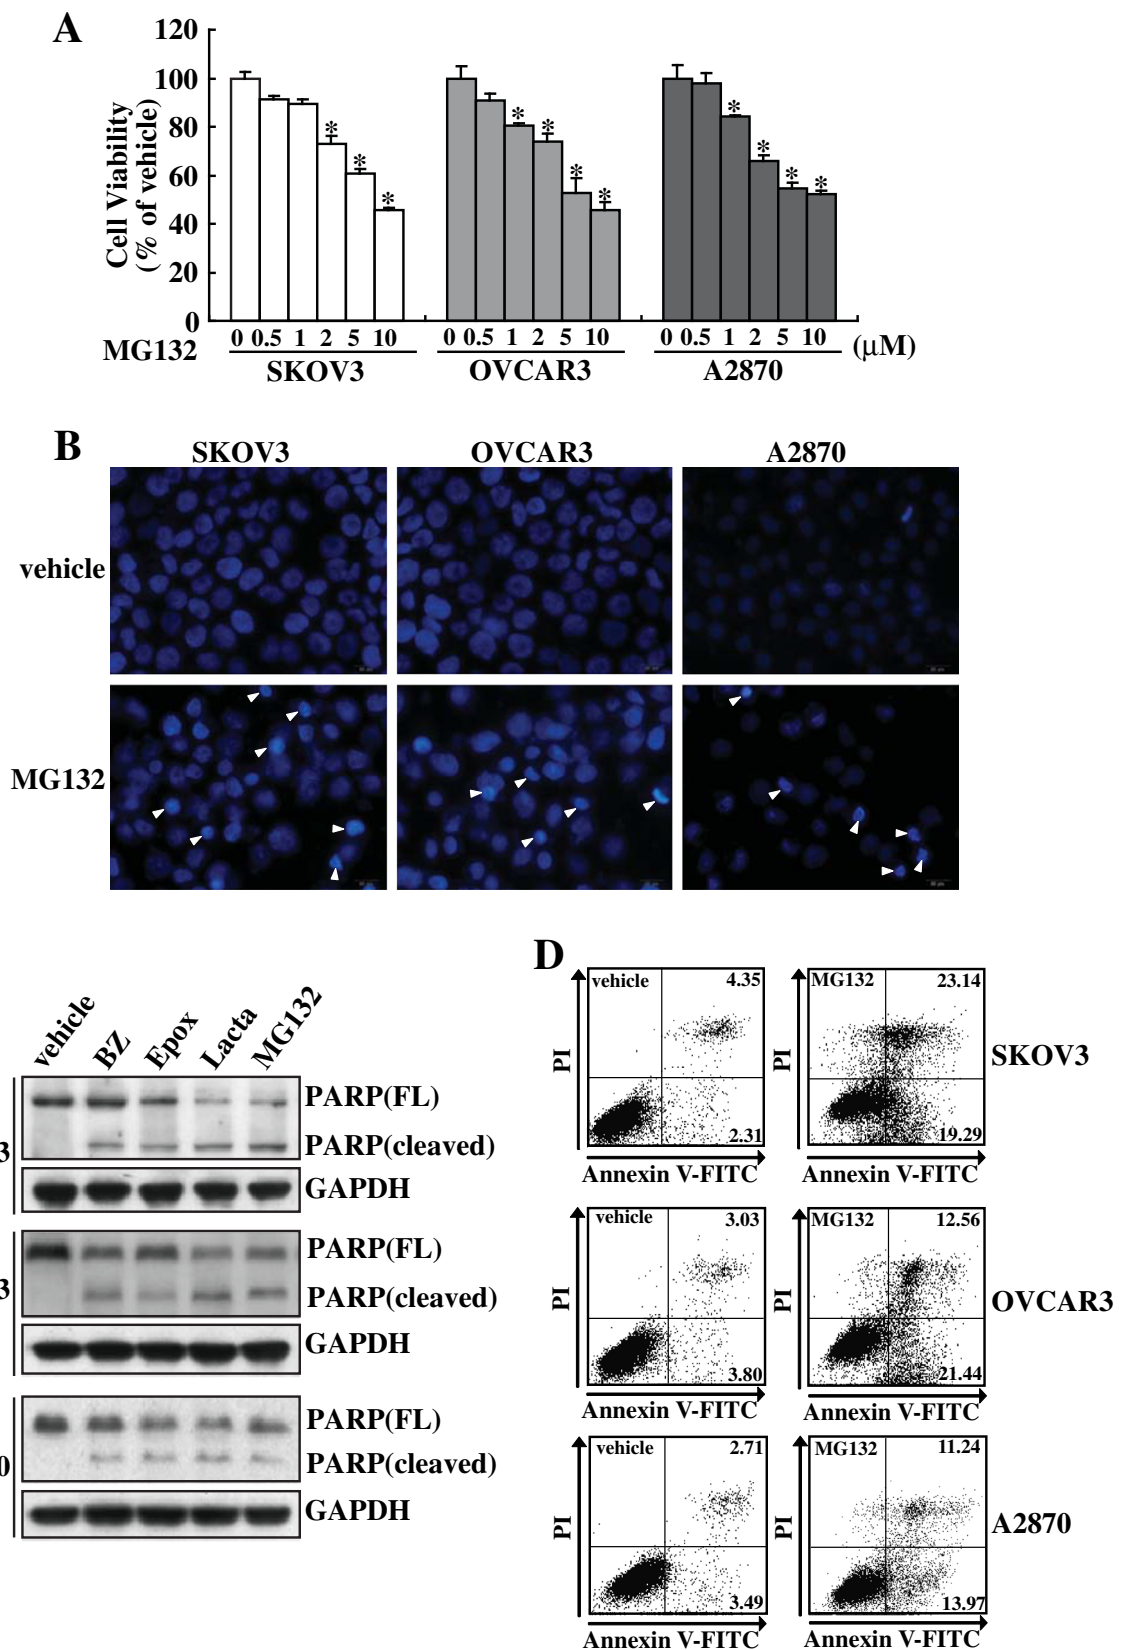 A
120
100
80
60
40
20
0
Cell Viability
(% of vehicle)
* * *
* * * *
* * * *
0 0.5 1 2 5 10 0 0.5 1 2 5 10 0 0.5 1 2 5 10
MG132 (μM)
SKOV3 OVCAR3 A2870
B
SKOV3 OVCAR3 A2870
vehicle
MG132
vehicle BZ Epox Lacta MG132
PARP(FL)
3 PARP(cleaved)
GAPDH
PARP(FL)
3 PARP(cleaved)
GAPDH
PARP(FL)
0 PARP(cleaved)
GAPDH
D
vehicle 4.35 MG132 23.14
PI PI SKOV3
2.31 19.29
Annexin V-FITC Annexin V-FITC
vehicle 3.03 MG132 12.56
PI PI OVCAR3
3.80 21.44
Annexin V-FITC Annexin V-FITC
vehicle 2.71 MG132 11.24
PI PI A2870
3.49 13.97
Annexin V-FITC Annexin V-FITC